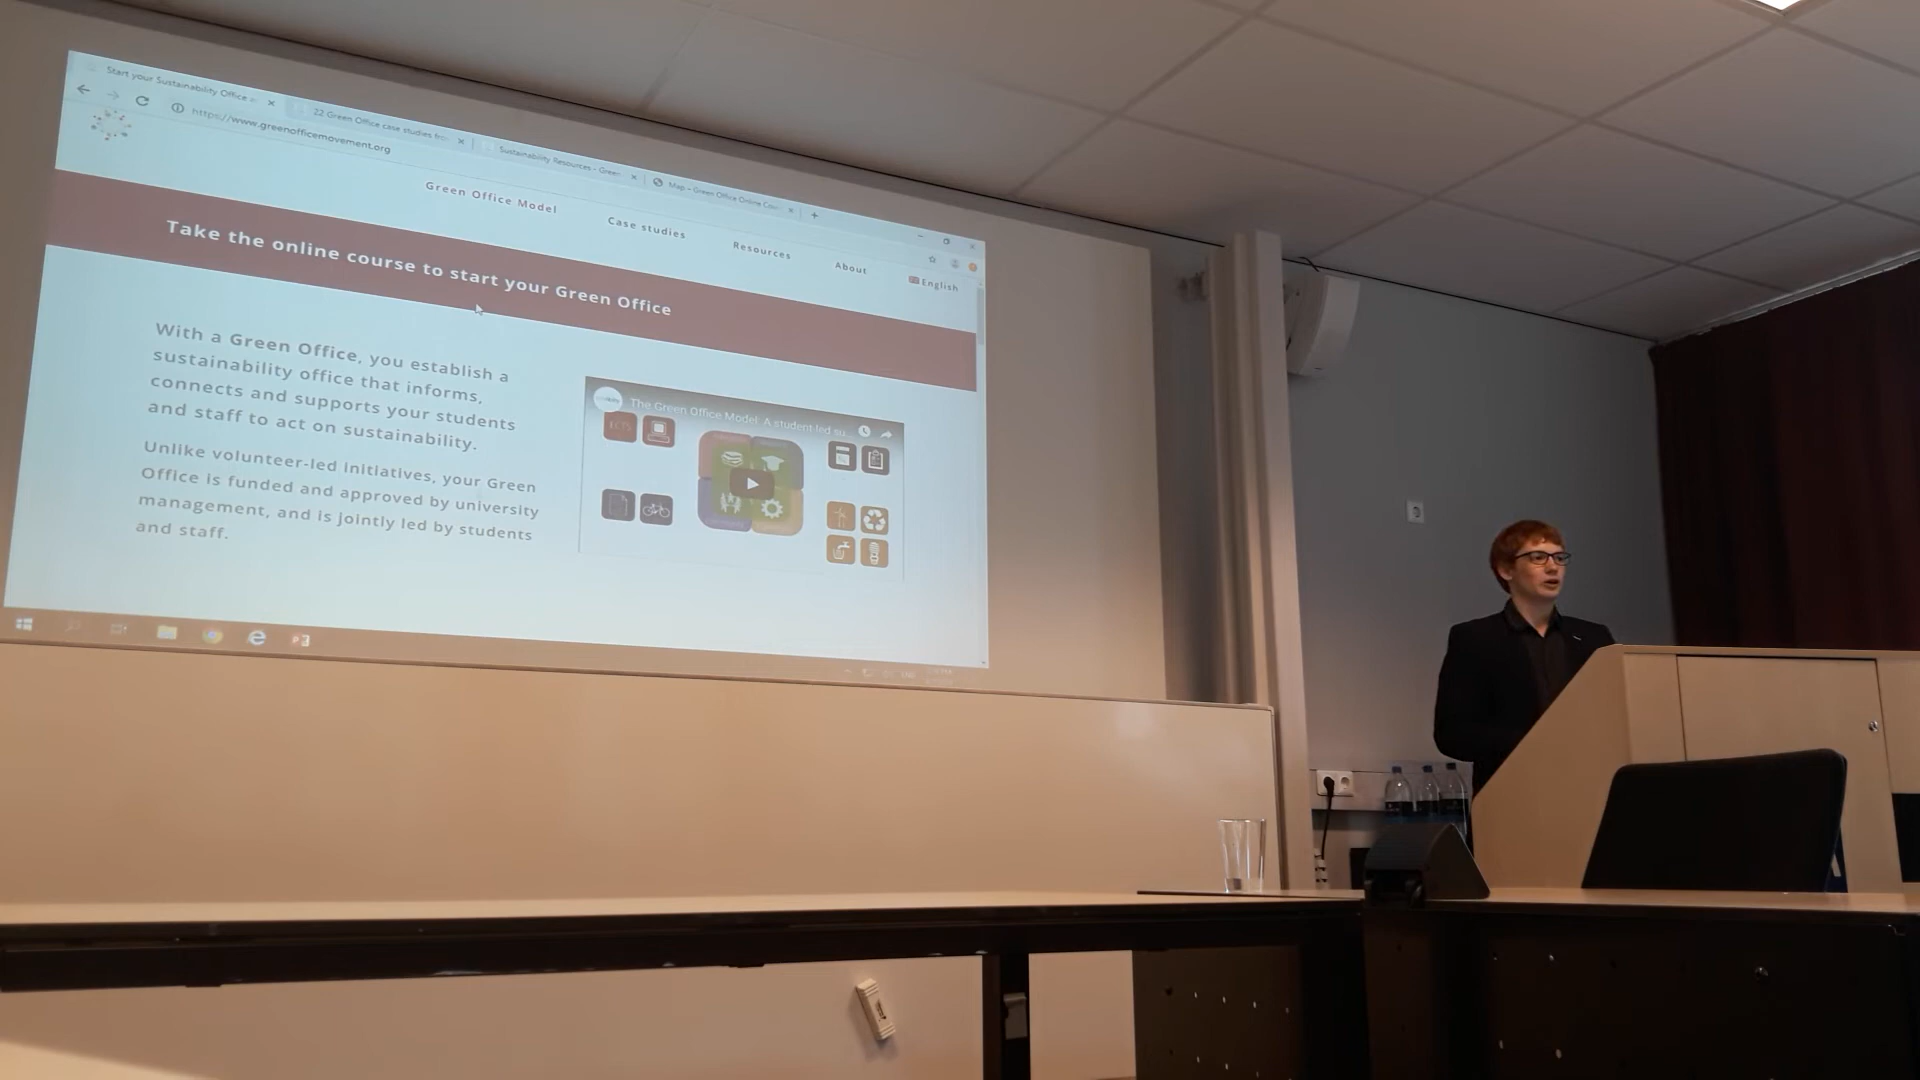 Start your Sustainability Office
22 Green Office case studies
Sustainability Resources - Green
Map - Green Office Online
https://www.greenofficemovement.org
Green Office Model
Case studies
Resources
About
English
Take the online course to start your Green Office
With a Green Office, you establish a
sustainability office that informs,
connects and supports your students
and staff to act on sustainability.
Unlike volunteer-led initiatives, your Green
Office is funded and approved by university
management, and is jointly led by students
and staff.
The Green Office Model: A student-led su...